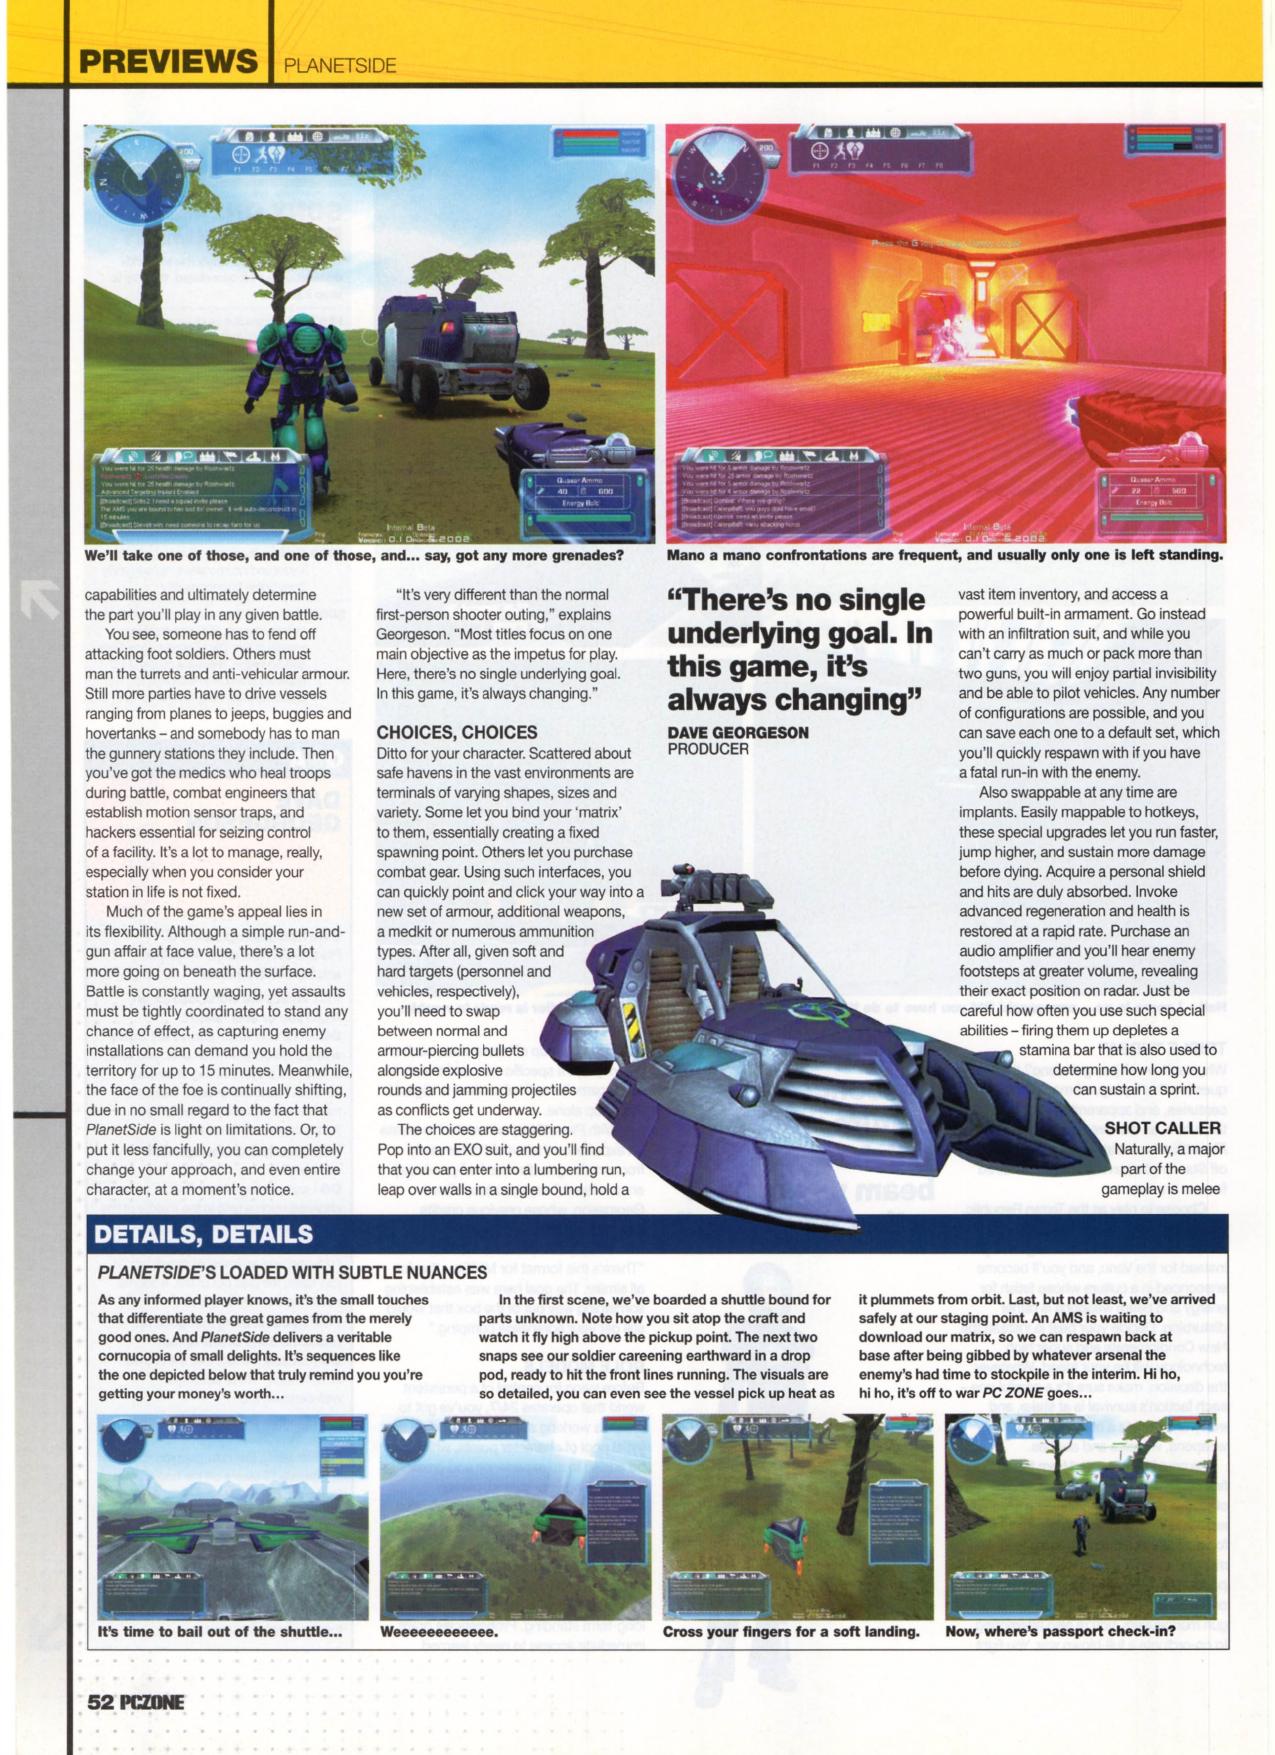 PREVIEWS PLANETSIDE
We'll take one of those, and one of those, and... say, got any more grenades?
Mano a mano confrontations are frequent, and usually only one is left standing.
capabilities and ultimately determine
the part you'll play in any given battle.
You see, someone has to fend off
attacking foot soldiers. Others must
man the turrets and anti-vehicular armour.
Still more parties have to drive vessels
ranging from planes to jeeps, buggies and
hovertanks – and somebody has to man
the gunnery stations they include. Then
you've got the medics who heal troops
during battle, combat engineers that
establish motion sensor traps, and
hackers essential for seizing control
of a facility. It's a lot to manage, really,
especially when you consider your
station in life is not fixed.
Much of the game's appeal lies in
its flexibility. Although a simple run-and-
gun affair at face value, there's a lot
more going on beneath the surface.
Battle is constantly waging, yet assaults
must be tightly coordinated to stand any
chance of effect, as capturing enemy
installations can demand you hold the
territory for up to 15 minutes. Meanwhile,
the face of the foe is continually shifting,
due in no small regard to the fact that
PlanetSide is light on limitations. Or, to
put it less fancifully, you can completely
change your approach, and even entire
character, at a moment's notice.
"It's very different than the normal
first-person shooter outing," explains
Georgeson. "Most titles focus on one
main objective as the impetus for play.
Here, there's no single underlying goal.
In this game, it's always changing."
CHOICES, CHOICES
Ditto for your character. Scattered about
safe havens in the vast environments are
terminals of varying shapes, sizes and
variety. Some let you bind your 'matrix'
to them, essentially creating a fixed
spawning point. Others let you purchase
combat gear. Using such interfaces, you
can quickly point and click your way into a
new set of armour, additional weapons,
a medkit or numerous ammunition
types. After all, given soft and
hard targets (personnel and
vehicles, respectively),
you'll need to swap
between normal and
armour-piercing bullets
alongside explosive
rounds and jamming projectiles
as conflicts get underway.
The choices are staggering.
Pop into an EXO suit, and you'll find
that you can enter into a lumbering run,
leap over walls in a single bound, hold a
"There's no single
underlying goal. In
this game, it's
always changing"
DAVE GEORGESON
PRODUCER
vast item inventory, and access a
powerful built-in armament. Go instead
with an infiltration suit, and while you
can't carry as much or pack more than
two guns, you will enjoy partial invisibility
and be able to pilot vehicles. Any number
of configurations are possible, and you
can save each one to a default set, which
you'll quickly respawn with if you have
a fatal run-in with the enemy.
Also swappable at any time are
implants. Easily mappable to hotkeys,
these special upgrades let you run faster,
jump higher, and sustain more damage
before dying. Acquire a personal shield
and hits are duly absorbed. Invoke
advanced regeneration and health is
restored at a rapid rate. Purchase an
audio amplifier and you'll hear enemy
footsteps at greater volume, revealing
their exact position on radar. Just be
careful how often you use such special
abilities – firing them up depletes a
stamina bar that is also used to
determine how long you
can sustain a sprint.
SHOT CALLER
Naturally, a major
part of the
gameplay is melee
DETAILS, DETAILS
PLANETSIDE'S LOADED WITH SUBTLE NUANCES
As any informed player knows, it's the small touches
that differentiate the great games from the merely
good ones. And PlanetSide delivers a veritable
cornucopia of small delights. It's sequences like
the one depicted below that truly remind you you're
getting your money's worth...
In the first scene, we've boarded a shuttle bound for
parts unknown. Note how you sit atop the craft and
watch it fly high above the pickup point. The next two
snaps see our soldier careening earthward in a drop
pod, ready to hit the front lines running. The visuals are
so detailed, you can even see the vessel pick up heat as
it plummets from orbit. Last, but not least, we've arrived
safely at our staging point. An AMS is waiting to
download our matrix, so we can respawn back at
base after being gibbed by whatever arsenal the
enemy's had time to stockpile in the interim. Hi ho,
hi ho, it's off to war PC ZONE goes...
It's time to bail out of the shuttle...
Weeeeeeeeeeee.
Cross your fingers for a soft landing.
Now, where's passport check-in?
52 PCZONE